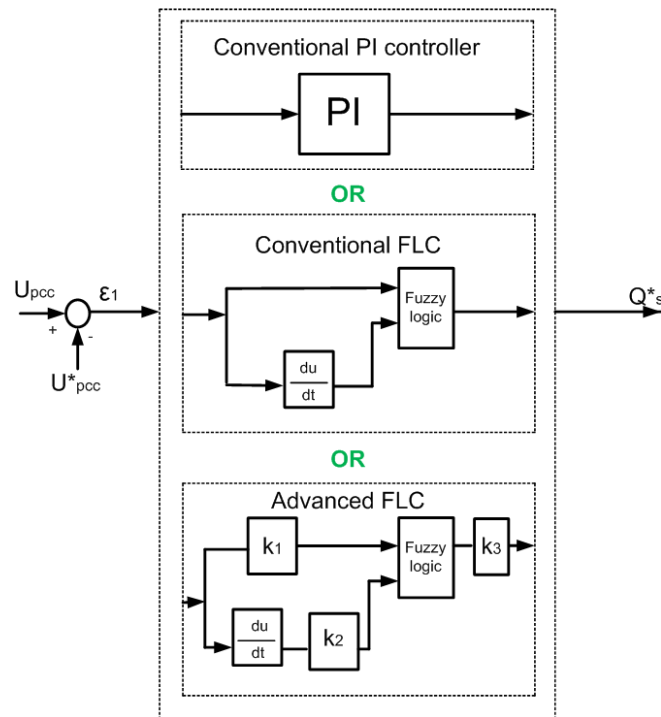 Conventional PI controller
PI
OR
Conventional FLC
Fuzzy
logic
du
dt
Upcc
+
-
U*pcc
ε1
Q*s
OR
Advanced FLC
k1
Fuzzy
logic
k3
du
dt
k2